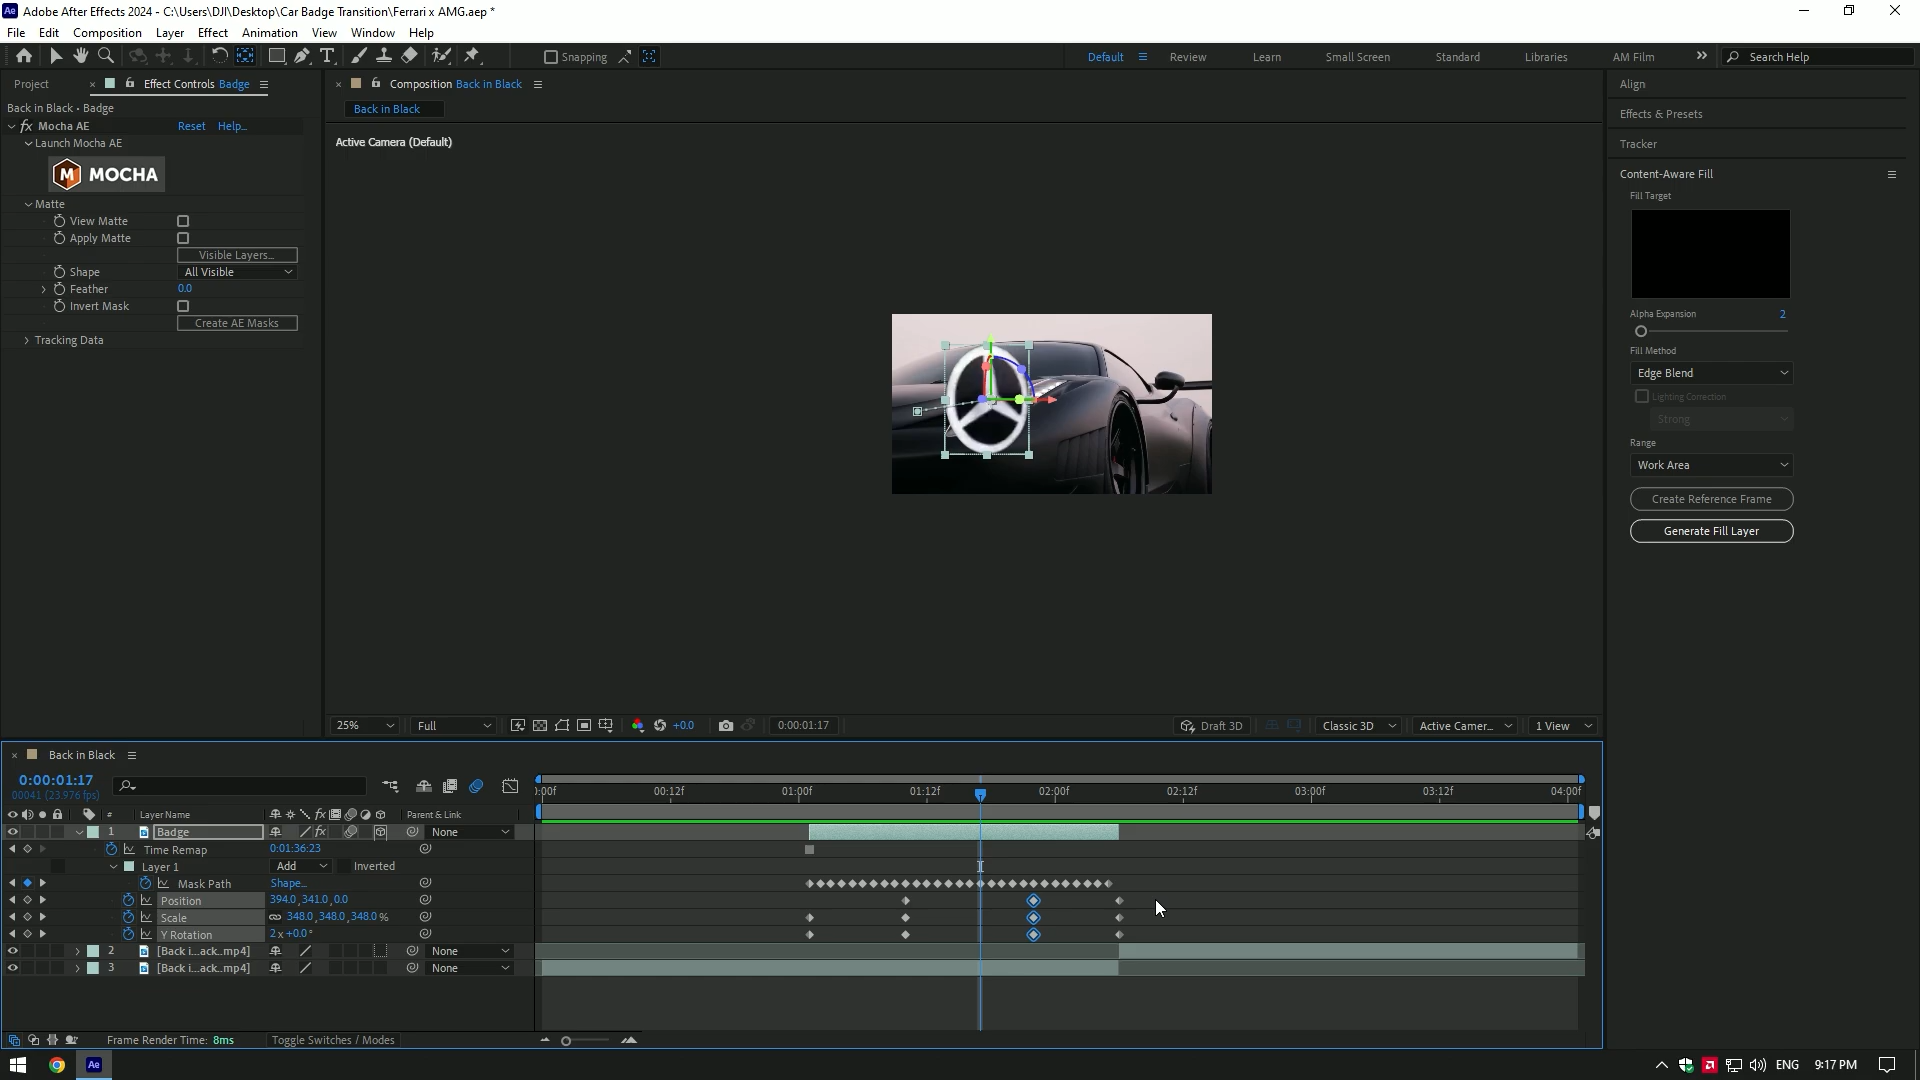 Adobe After Effects 2024 - C:\Users\DJI\Desktop\Car Badge Transition\Ferrari x AMG.aep *
File Edit Composition Layer Effect Animation View Window Help
Snapping Default Review Learn Small Screen Standard Libraries AM Film Search Help
Project Effect Controls Badge
Composition Back in Black
Align
Back in Black • Badge
Back in Black
Effects & Presets
fx Mocha AE Reset Help...
Launch Mocha AE
Active Camera (Default)
Tracker
M MOCHA
Content-Aware Fill
Fill Target
Matte
View Matte
Apply Matte
Visible Layers...
Shape All Visible
Feather 0.0
Invert Mask
Create AE Masks
Tracking Data
Alpha Expansion 2
Fill Method
Edge Blend
Lighting Correction
Strong
Range
Work Area
Create Reference Frame
Generate Fill Layer
25% Full +0.0 0:00:01:17 Draft 3D Classic 3D Active Camer... 1 View
Back in Black
0:00:01:17
00041 (23.976 fps)
:00f 00:12f 01:00f 01:12f 02:00f 02:12f 03:00f 03:12f 04:00f
# Layer Name fx Parent & Link
1 Badge fx None
Time Remap 0:01:36:23
Layer 1 Add Inverted
Mask Path Shape...
Position 394.0,341.0,0.0
Scale 348.0,348.0,348.0 %
Y Rotation 2x+0.0°
2 [Back i...ack..mp4] None
3 [Back i...ack..mp4] None
Frame Render Time: 8ms Toggle Switches / Modes
Ae ENG 9:17 PM